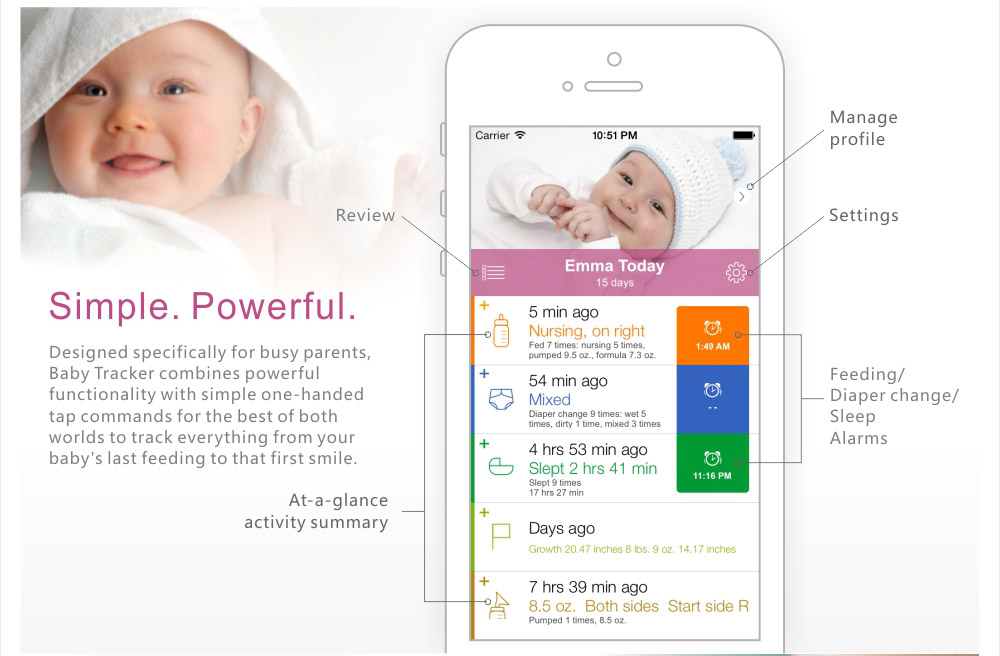 Simple. Powerful.
Designed specifically for busy parents,
Baby Tracker combines powerful
functionality with simple one-handed
tap commands for the best of both
worlds to track everything from your
baby's last feeding to that first smile.
Review
At-a-glance
activity summary
Carrier 10:51 PM
Emma Today
15 days
+
5 min ago
Nursing, on right
Fed 7 times: nursing 5 times,
pumped 9.5 oz., formula 7.3 oz.
1:49 AM
+
54 min ago
Mixed
Diaper change 9 times: wet 5
times, dirty 1 time, mixed 3 times
--
+
4 hrs 53 min ago
Slept 2 hrs 41 min
Slept 9 times
17 hrs 27 min
11:16 PM
+
Days ago
Growth 20.47 inches 8 lbs. 9 oz. 14.17 inches
+
7 hrs 39 min ago
8.5 oz. Both sides Start side R
Pumped 1 times, 8.5 oz.
Manage
profile
Settings
Feeding/
Diaper change/
Sleep
Alarms